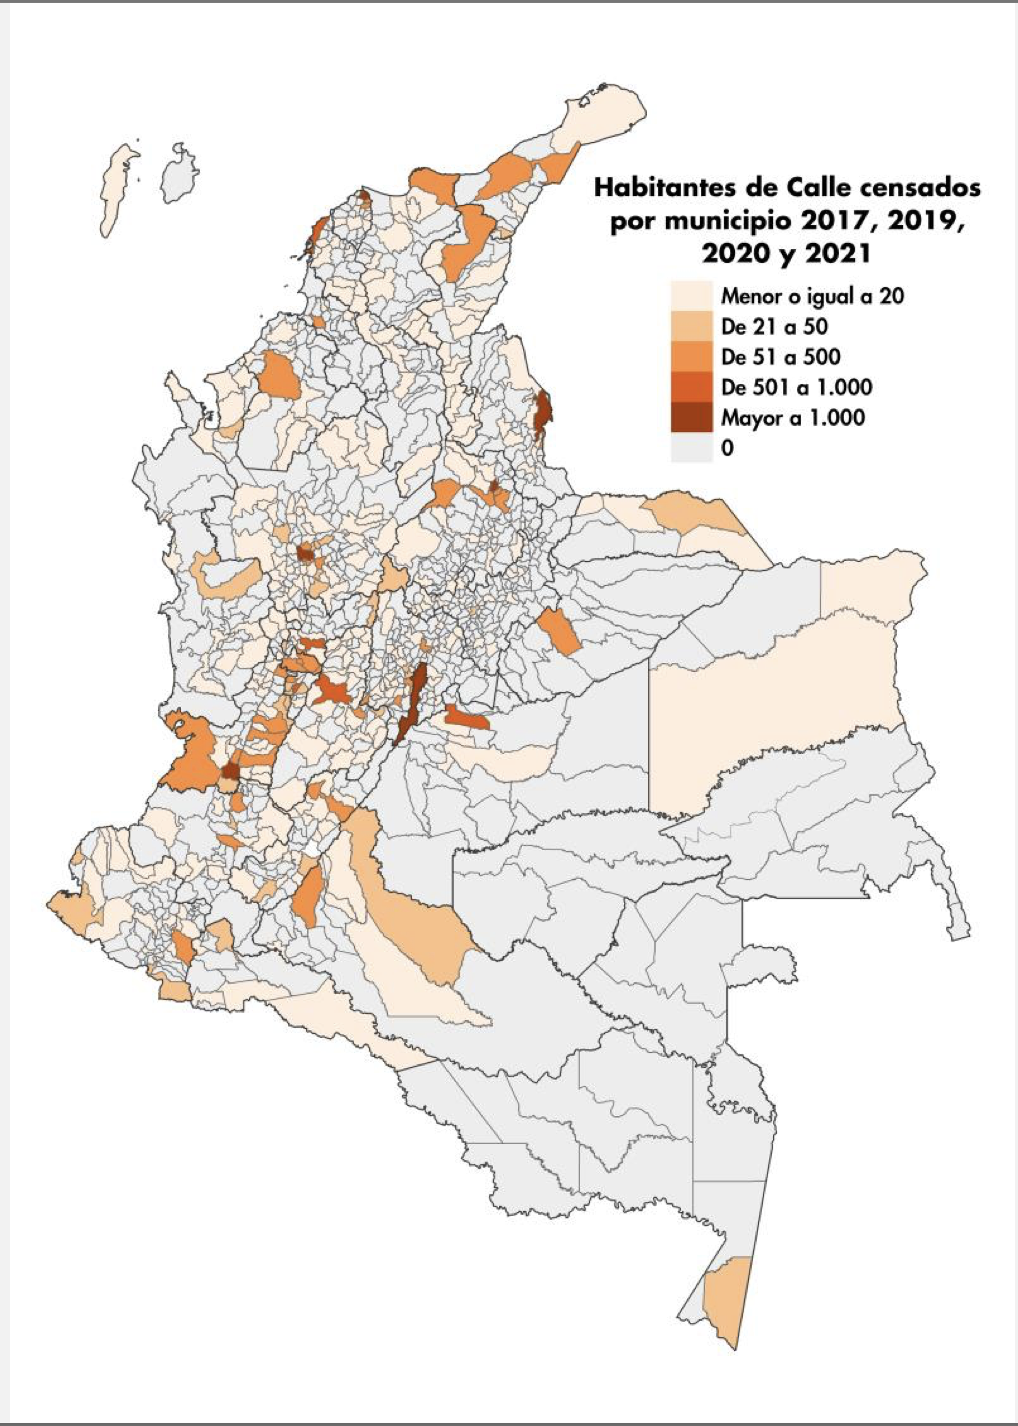 Habitantes de Calle censados
por municipio 2017, 2019,
2020 y 2021
Menor o igual a 20
De 21 a 50
De 51 a 500
De 501 a 1.000
Mayor a 1.000
0